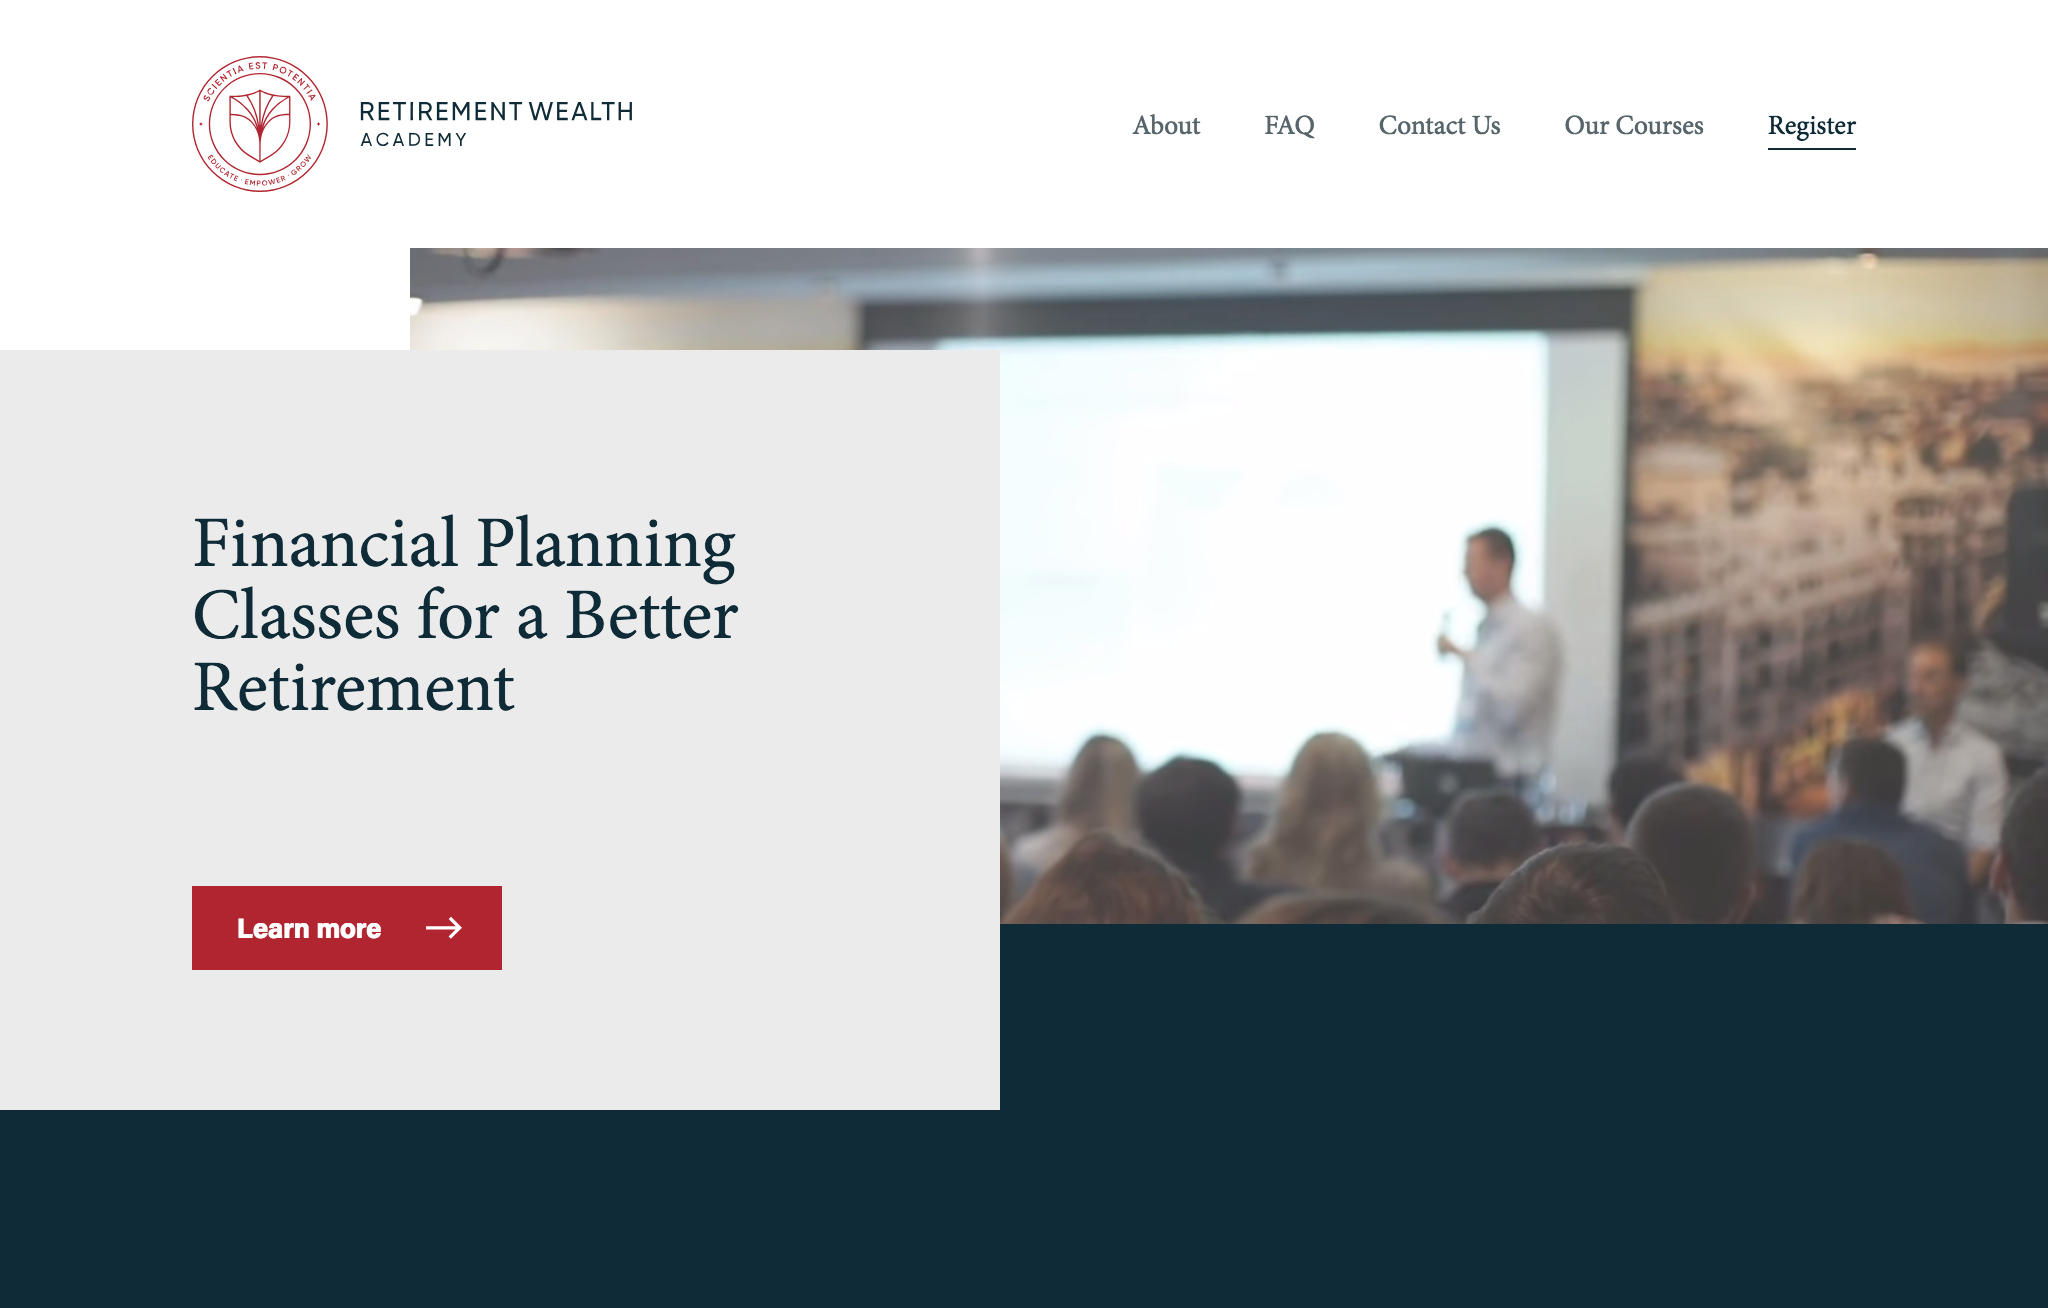 SCIENTIA EST POTENTIA
EDUCATE · EMPOWER · GROW
RETIREMENT WEALTH
ACADEMY
About
FAQ
Contact Us
Our Courses
Register
Financial Planning
Classes for a Better
Retirement
Learn more